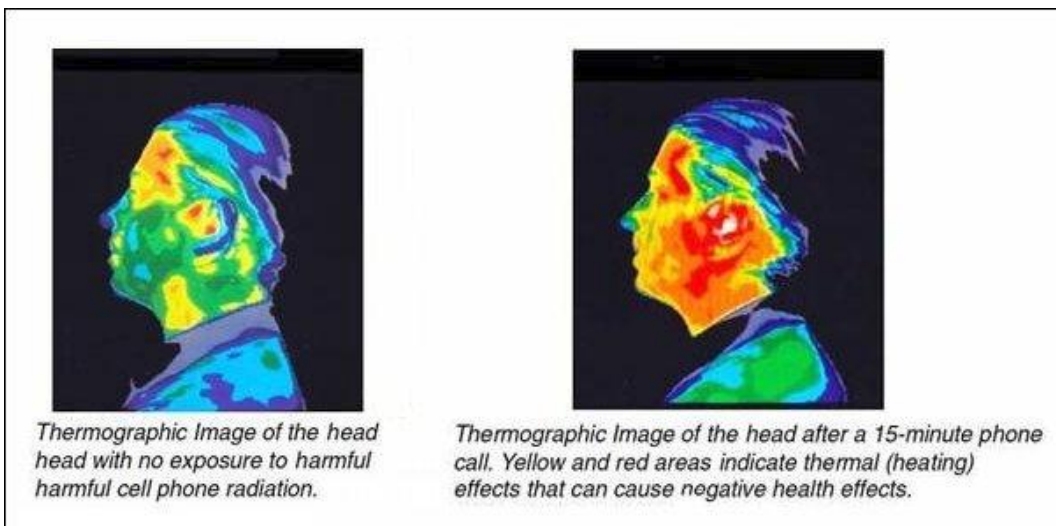 Thermographic Image of the head
head with no exposure to harmful
harmful cell phone radiation.
Thermographic Image of the head after a 15-minute phone
call. Yellow and red areas indicate thermal (heating)
effects that can cause negative health effects.